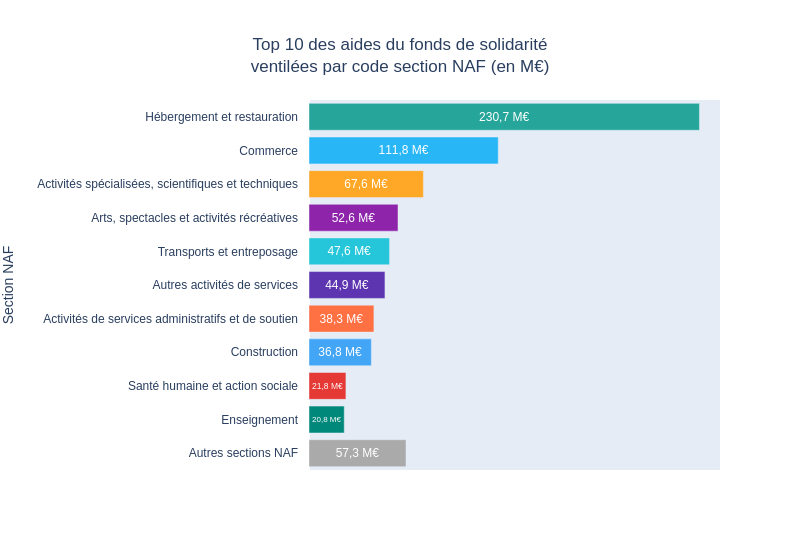 Top 10 des aides du fonds de solidarité
ventilées par code section NAF (en M€)
Section NAF
Hébergement et restauration 230,7 M€
Commerce 111,8 M€
Activités spécialisées, scientifiques et techniques 67,6 M€
Arts, spectacles et activités récréatives 52,6 M€
Transports et entreposage 47,6 M€
Autres activités de services 44,9 M€
Activités de services administratifs et de soutien 38,3 M€
Construction 36,8 M€
Santé humaine et action sociale 21,8 M€
Enseignement 20,8 M€
Autres sections NAF 57,3 M€